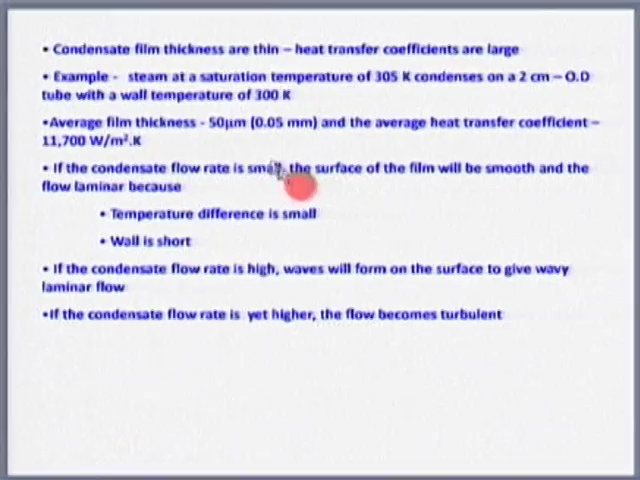 • Condensate film thickness are thin – heat transfer coefficients are large
• Example - steam at a saturation temperature of 305 K condenses on a 2 cm – O.D
tube with a wall temperature of 300 K
•Average film thickness - 50µm (0.05 mm) and the average heat transfer coefficient –
11,700 W/m².K
• If the condensate flow rate is small, the surface of the film will be smooth and the
flow laminar because
• Temperature difference is small
• Wall is short
• If the condensate flow rate is high, waves will form on the surface to give wavy
laminar flow
•If the condensate flow rate is yet higher, the flow becomes turbulent